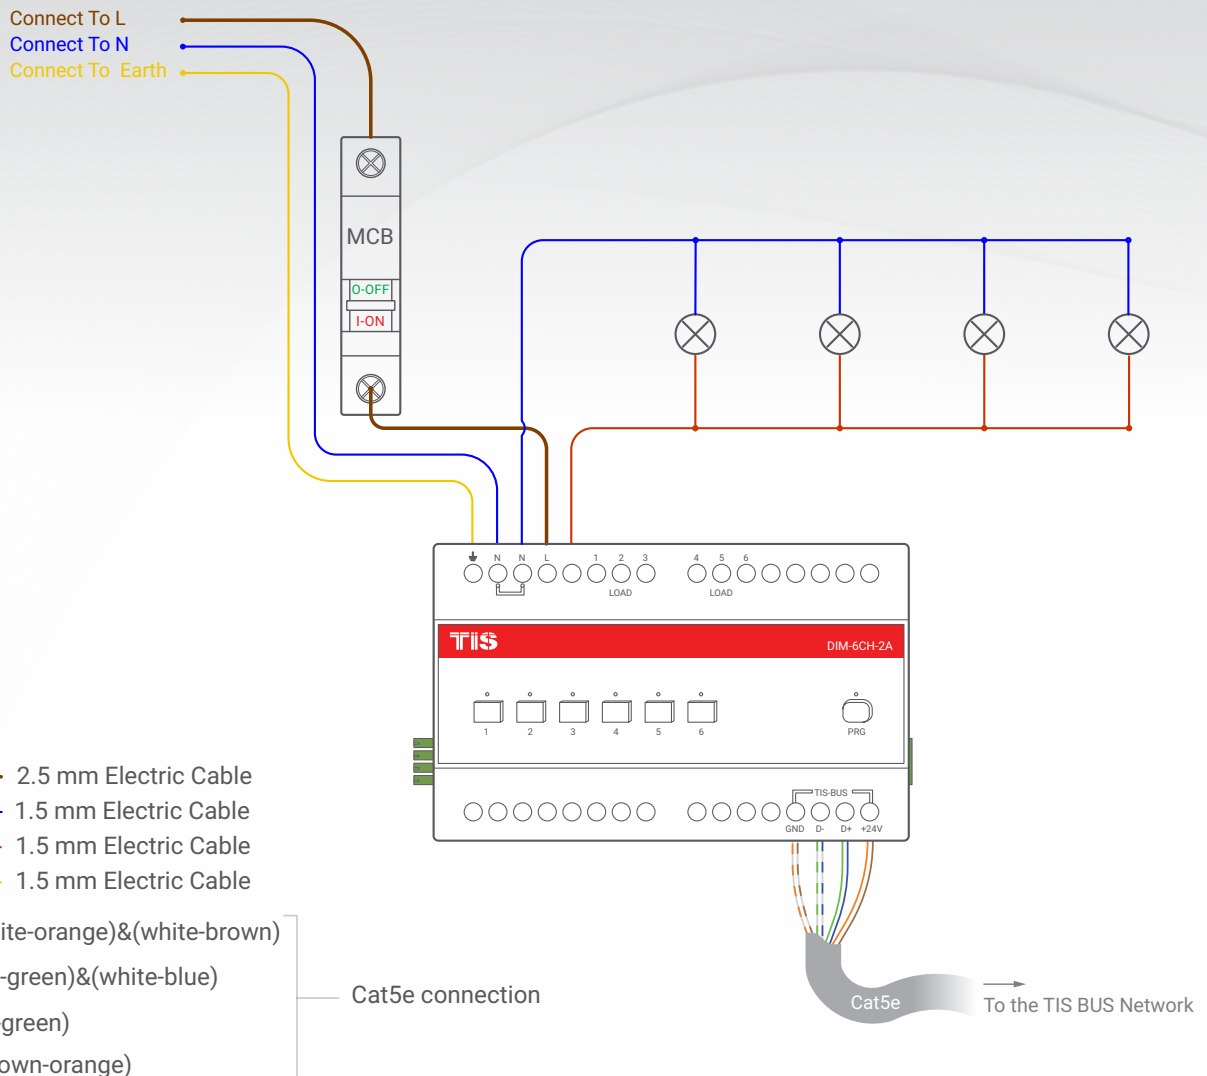 Connect To L
Connect To N
Connect To Earth
MCB
O-OFF
I-ON
N N L 1 2 3 4 5 6
LOAD LOAD
TIS
DIM-6CH-2A
1 2 3 4 5 6 PRG
2.5 mm Electric Cable
1.5 mm Electric Cable
1.5 mm Electric Cable
1.5 mm Electric Cable
TIS-BUS
GND D- D+ +24V
ite-orange)&(white-brown)
-green)&(white-blue)
-green)
own-orange)
Cat5e connection
Cat5e
To the TIS BUS Network